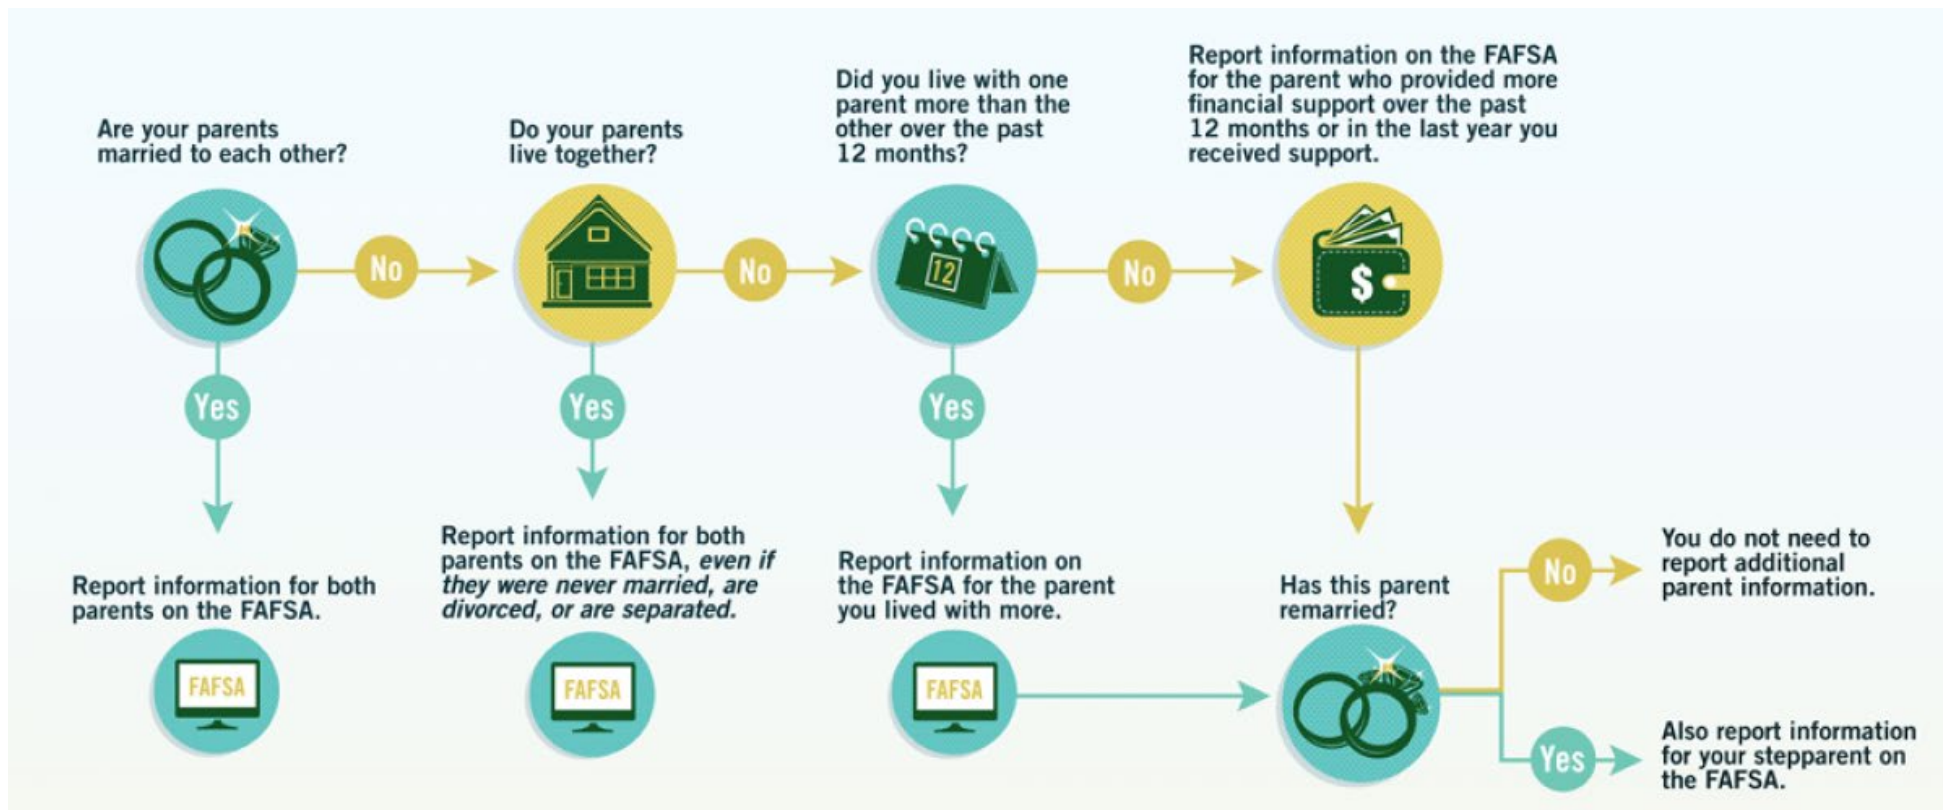 Are your parents
married to each other?
No
Yes
Report information for both
parents on the FAFSA.
FAFSA
Do your parents
live together?
No
Yes
Report information for both
parents on the FAFSA, even if
they were never married, are
divorced, or are separated.
FAFSA
Did you live with one
parent more than the
other over the past
12 months?
12
No
Yes
Report information on
the FAFSA for the parent
you lived with more.
FAFSA
Report information on the FAFSA
for the parent who provided more
financial support over the past
12 months or in the last year you
received support.
$
Has this parent
remarried?
No
You do not need to
report additional
parent information.
Yes
Also report information
for your stepparent on
the FAFSA.